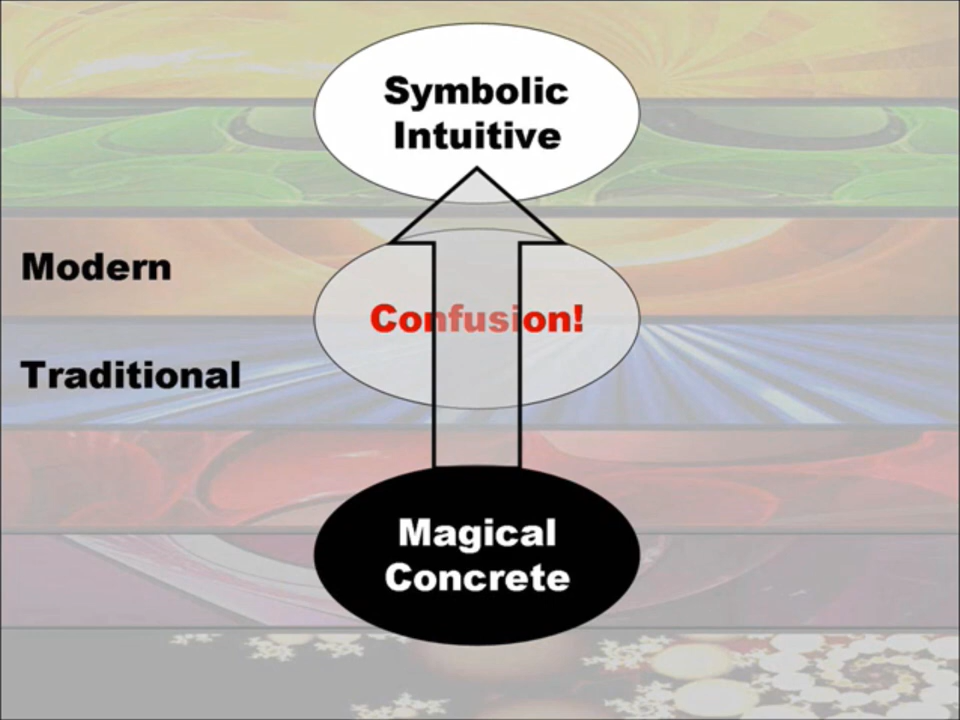 Symbolic
Intuitive
Modern
Confusion!
Traditional
Magical
Concrete